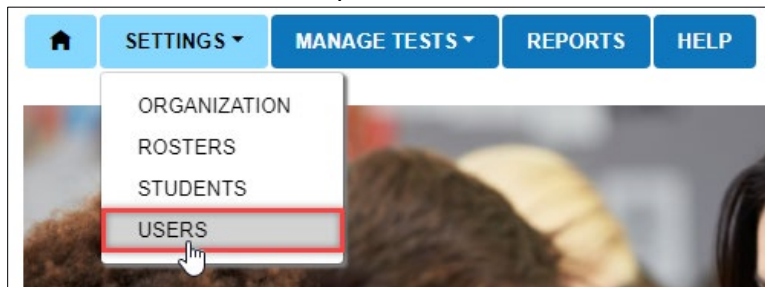 SETTINGS MANAGE TESTS REPORTS HELP
ORGANIZATION
ROSTERS
STUDENTS
USERS